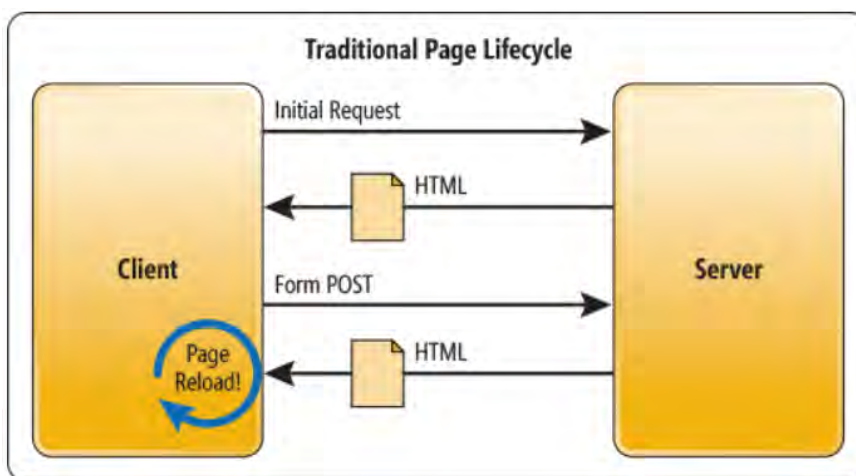 Traditional Page Lifecycle
Initial Request
HTML
Client
Server
Form POST
HTML
Page
Reload!